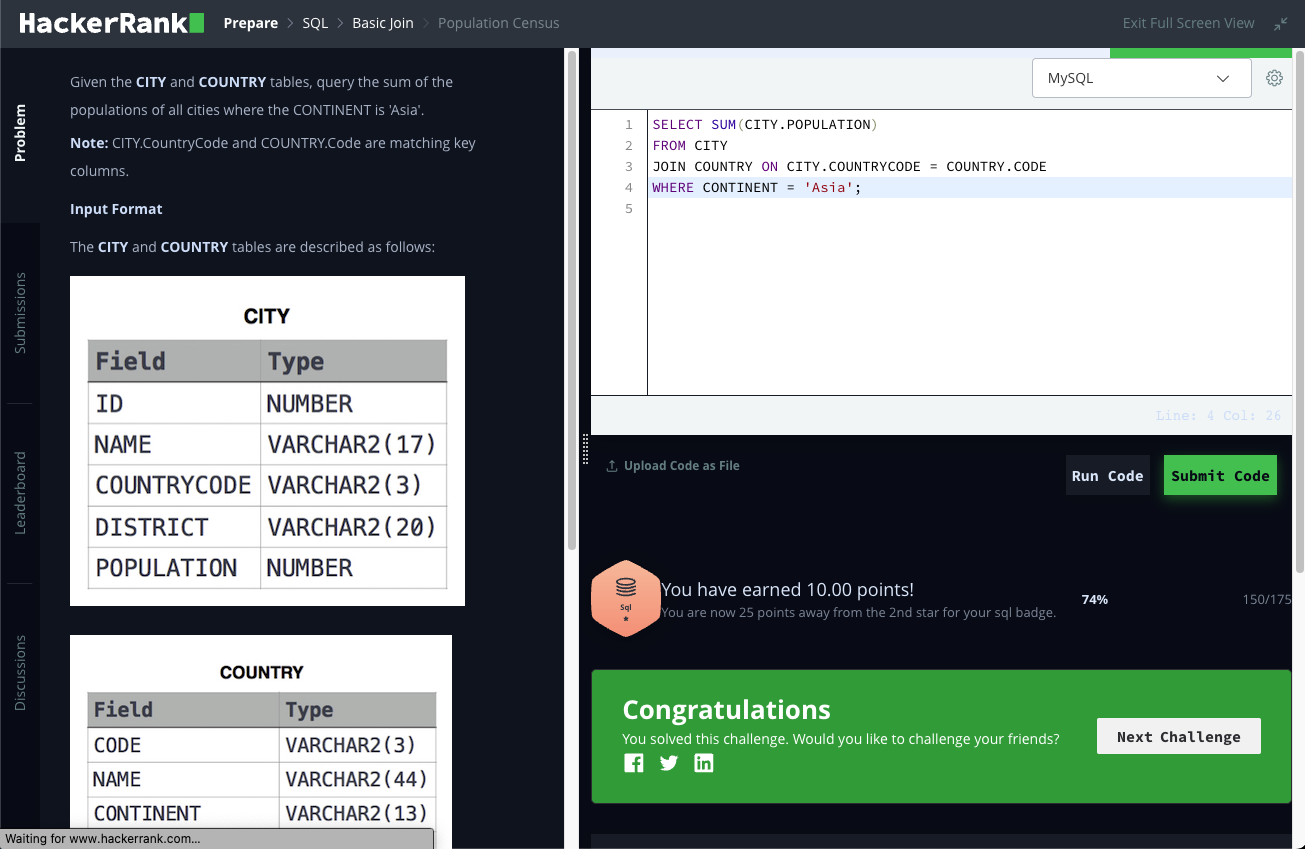 HackerRank
Prepare > SQL > Basic Join > Population Census
Exit Full Screen View
Problem
Submissions
Leaderboard
Discussions
Given the CITY and COUNTRY tables, query the sum of the
populations of all cities where the CONTINENT is 'Asia'.
Note: CITY.CountryCode and COUNTRY.Code are matching key
columns.
Input Format
The CITY and COUNTRY tables are described as follows:
CITY
Field Type
ID NUMBER
NAME VARCHAR2(17)
COUNTRYCODE VARCHAR2(3)
DISTRICT VARCHAR2(20)
POPULATION NUMBER
COUNTRY
Field Type
CODE VARCHAR2(3)
NAME VARCHAR2(44)
CONTINENT VARCHAR2(13)
Waiting for www.hackerrank.com...
MySQL
1 SELECT SUM(CITY.POPULATION)
2 FROM CITY
3 JOIN COUNTRY ON CITY.COUNTRYCODE = COUNTRY.CODE
4 WHERE CONTINENT = 'Asia';
5
Line: 4 Col: 26
Upload Code as File
Run Code
Submit Code
Sql
*
You have earned 10.00 points!
You are now 25 points away from the 2nd star for your sql badge.
74%
150/175
Congratulations
You solved this challenge. Would you like to challenge your friends?
Next Challenge